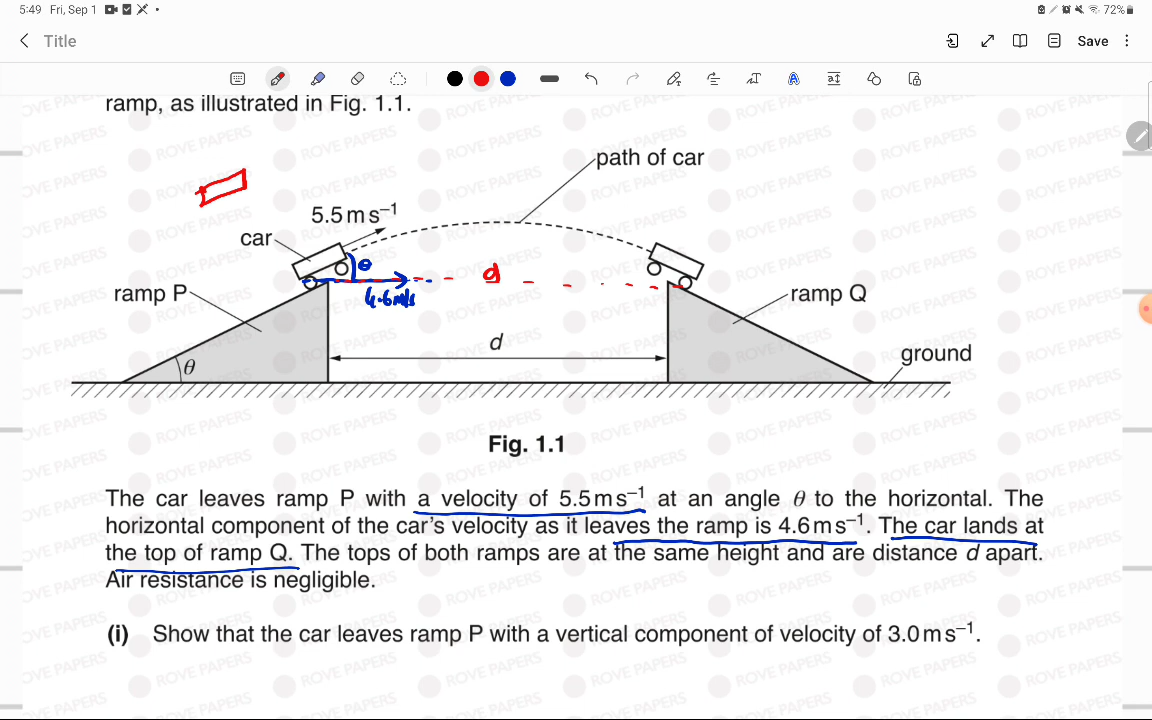 5:49 Fri, Sep 1
72%
Title
Save
ramp, as illustrated in Fig. 1.1.
path of car
5.5 m s⁻¹
car
θ
d
4.6m/s
ramp P
ramp Q
d
θ
ground
Fig. 1.1
The car leaves ramp P with a velocity of 5.5 m s⁻¹ at an angle θ to the horizontal. The
horizontal component of the car's velocity as it leaves the ramp is 4.6 m s⁻¹. The car lands at
the top of ramp Q. The tops of both ramps are at the same height and are distance d apart.
Air resistance is negligible.
(i) Show that the car leaves ramp P with a vertical component of velocity of 3.0 m s⁻¹.
ROVE PAPERS